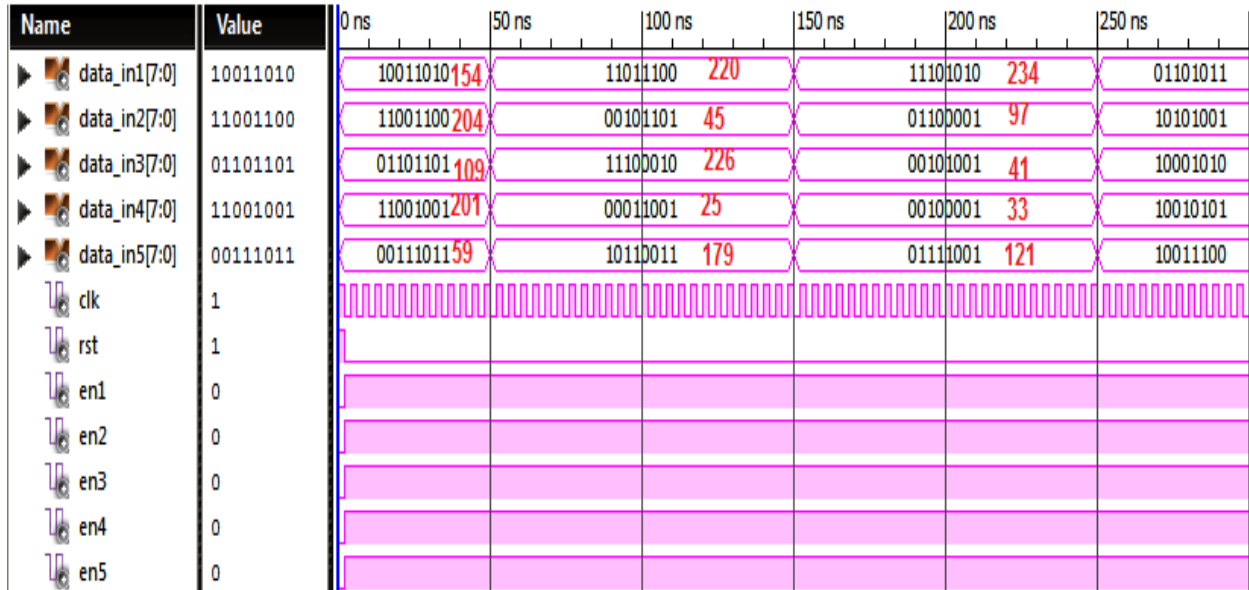 Name Value 0 ns 50 ns 100 ns 150 ns 200 ns 250 ns
data_in1[7:0] 10011010 10011010 154 11011100 220 11101010 234 01101011
data_in2[7:0] 11001100 11001100 204 00101101 45 01100001 97 10101001
data_in3[7:0] 01101101 01101101 109 11100010 226 00101001 41 10001010
data_in4[7:0] 11001001 11001001 201 00011001 25 00100001 33 10010101
data_in5[7:0] 00111011 00111011 59 10110011 179 01111001 121 10011100
clk 1
rst 1
en1 0
en2 0
en3 0
en4 0
en5 0